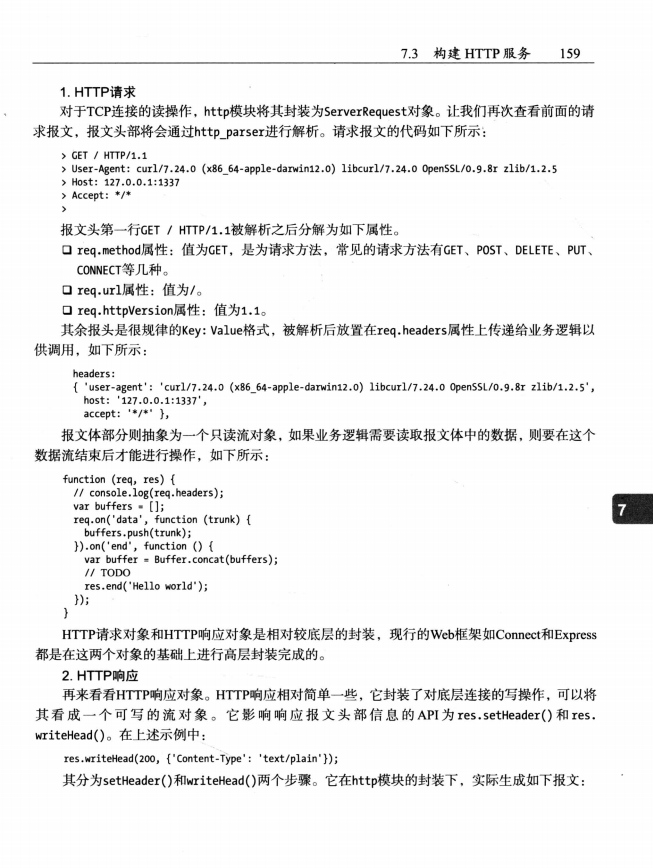 7.3 构建 HTTP 服务 159
1. HTTP请求
对于TCP连接的读操作，http模块将其封装为ServerRequest对象。让我们再次查看前面的请
求报文，报文头部将会通过http_parser进行解析。请求报文的代码如下所示：
> GET / HTTP/1.1
> User-Agent: curl/7.24.0 (x86_64-apple-darwin12.0) libcurl/7.24.0 OpenSSL/0.9.8r zlib/1.2.5
> Host: 127.0.0.1:1337
> Accept: */*
>
报文头第一行GET / HTTP/1.1被解析之后分解为如下属性。
❑ req.method属性：值为GET，是为请求方法，常见的请求方法有GET、POST、DELETE、PUT、
CONNECT等几种。
❑ req.url属性：值为/。
❑ req.httpVersion属性：值为1.1。
其余报头是很规律的Key: Value格式，被解析后放置在req.headers属性上传递给业务逻辑以
供调用，如下所示：
headers:
{ 'user-agent': 'curl/7.24.0 (x86_64-apple-darwin12.0) libcurl/7.24.0 OpenSSL/0.9.8r zlib/1.2.5',
host: '127.0.0.1:1337',
accept: '*/*' },
报文体部分则抽象为一个只读流对象，如果业务逻辑需要读取报文体中的数据，则要在这个
数据流结束后才能进行操作，如下所示：
function (req, res) {
// console.log(req.headers);
var buffers = [];
req.on('data', function (trunk) {
buffers.push(trunk);
}).on('end', function () {
var buffer = Buffer.concat(buffers);
// TODO
res.end('Hello world');
});
}
7
HTTP请求对象和HTTP响应对象是相对较底层的封装，现行的Web框架如Connect和Express
都是在这两个对象的基础上进行高层封装完成的。
2. HTTP响应
再来看看HTTP响应对象。HTTP响应相对简单一些，它封装了对底层连接的写操作，可以将
其看成一个可写的流对象。它影响响应报文头部信息的API为res.setHeader()和res.
writeHead()。在上述示例中：
res.writeHead(200, {'Content-Type': 'text/plain'});
其分为setHeader()和writeHead()两个步骤。它在http模块的封装下，实际生成如下报文：